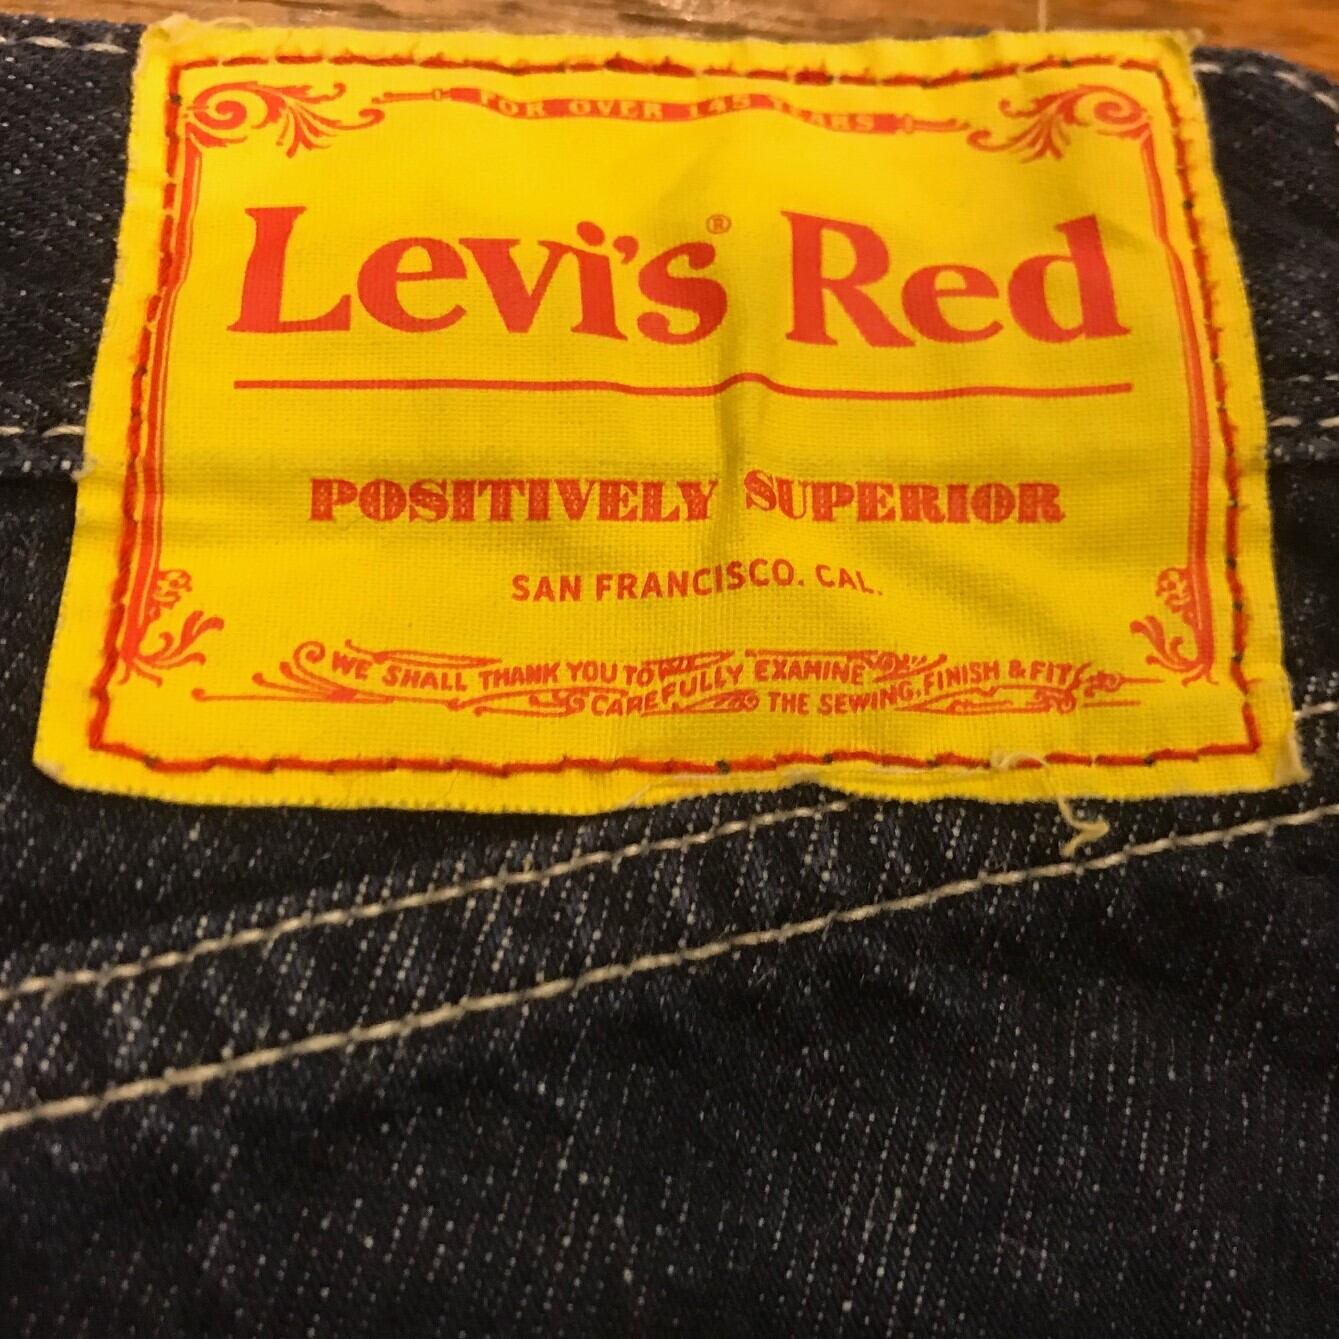 FOR OVER 145 YEARS
Levi's® Red
POSITIVELY SUPERIOR
SAN FRANCISCO. CAL.
WE SHALL THANK YOU TO CAREFULLY EXAMINE THE SEWING, FINISH & FIT